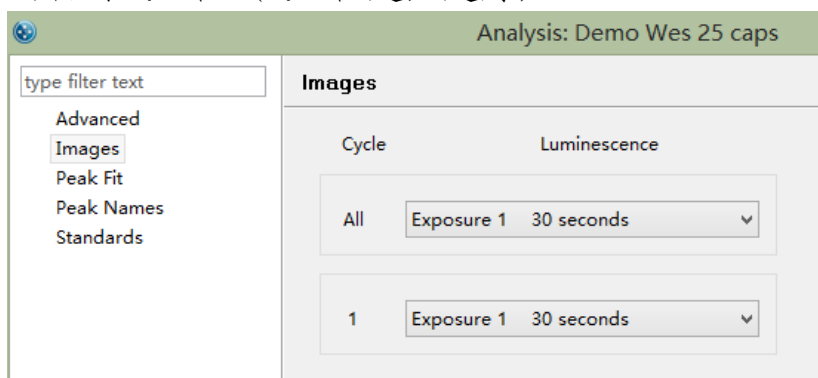 Analysis: Demo Wes 25 caps
type filter text
Images
Advanced
Images
Peak Fit
Peak Names
Standards
Cycle Luminescence
All Exposure 1 30 seconds
1 Exposure 1 30 seconds